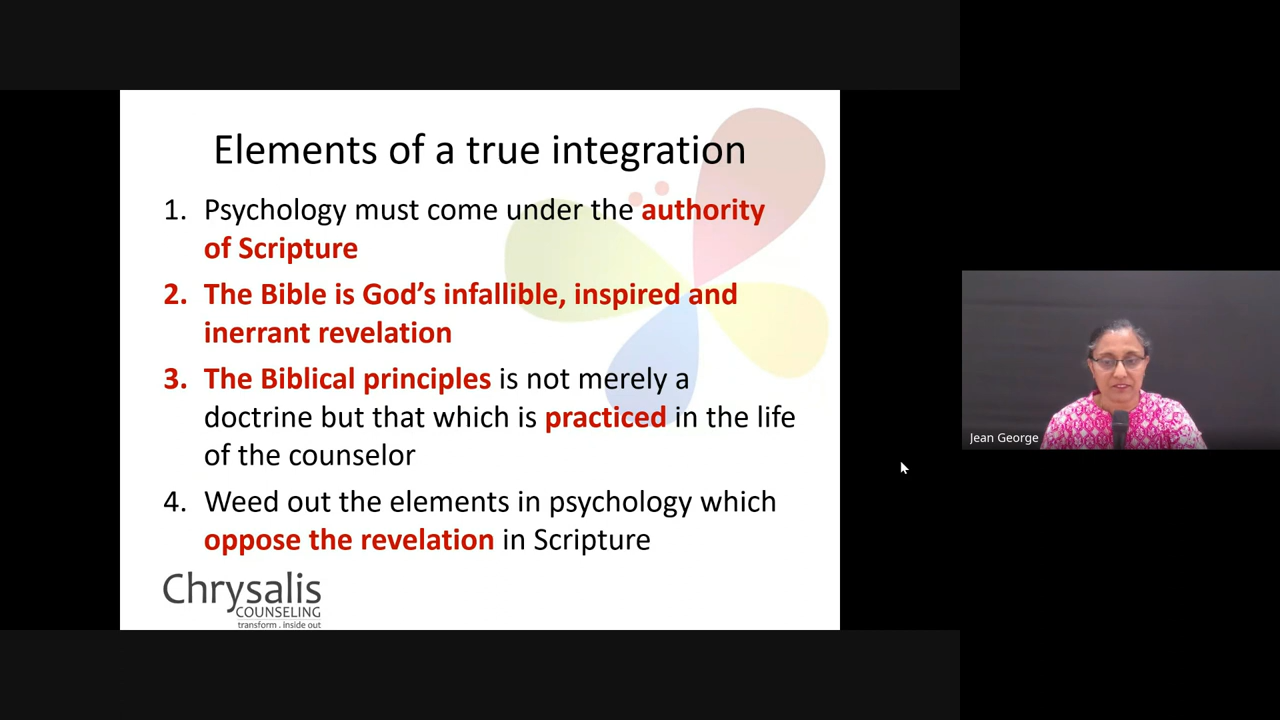 Elements of a true integration
1. Psychology must come under the authority
of Scripture
2. The Bible is God’s infallible, inspired and
inerrant revelation
3. The Biblical principles is not merely a
doctrine but that which is practiced in the life
of the counselor
4. Weed out the elements in psychology which
oppose the revelation in Scripture
Chrysalis
COUNSELING
transform . inside out
Jean George